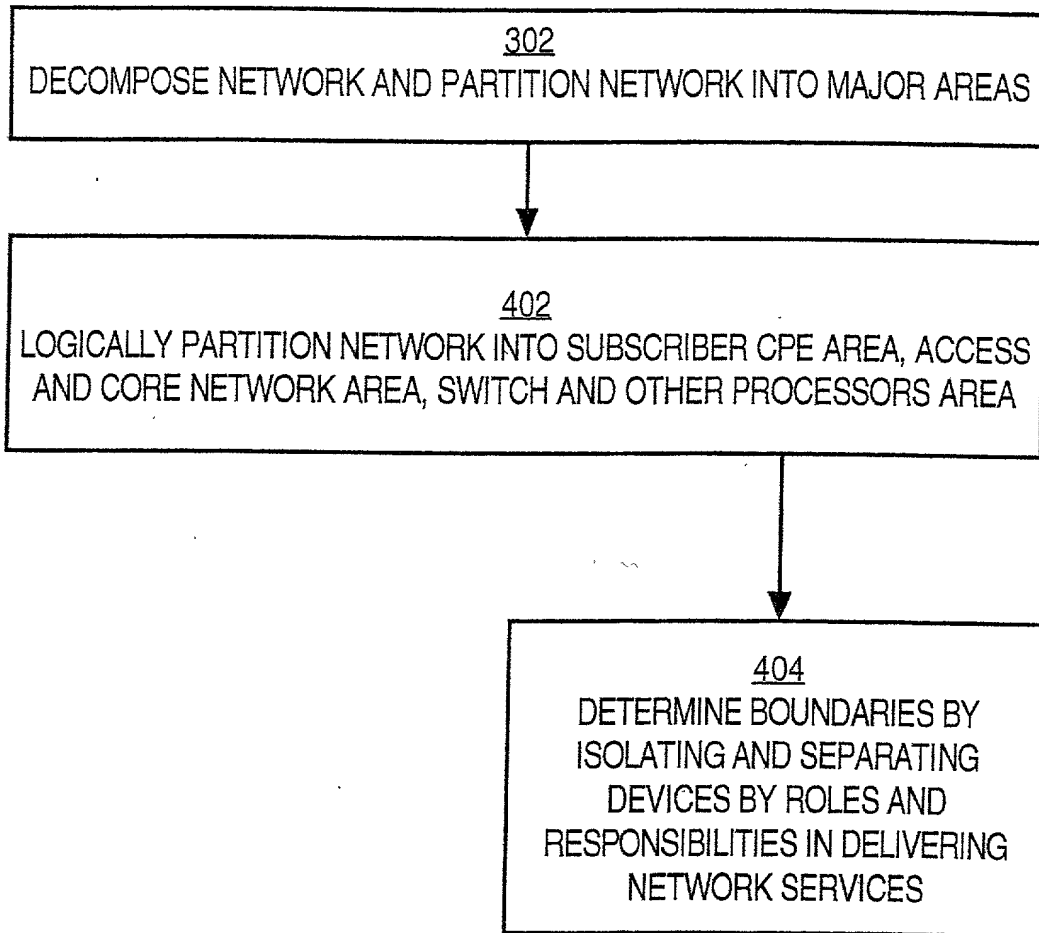 302
DECOMPOSE NETWORK AND PARTITION NETWORK INTO MAJOR AREAS
402
LOGICALLY PARTITION NETWORK INTO SUBSCRIBER CPE AREA, ACCESS
AND CORE NETWORK AREA, SWITCH AND OTHER PROCESSORS AREA
404
DETERMINE BOUNDARIES BY
ISOLATING AND SEPARATING
DEVICES BY ROLES AND
RESPONSIBILITIES IN DELIVERING
NETWORK SERVICES